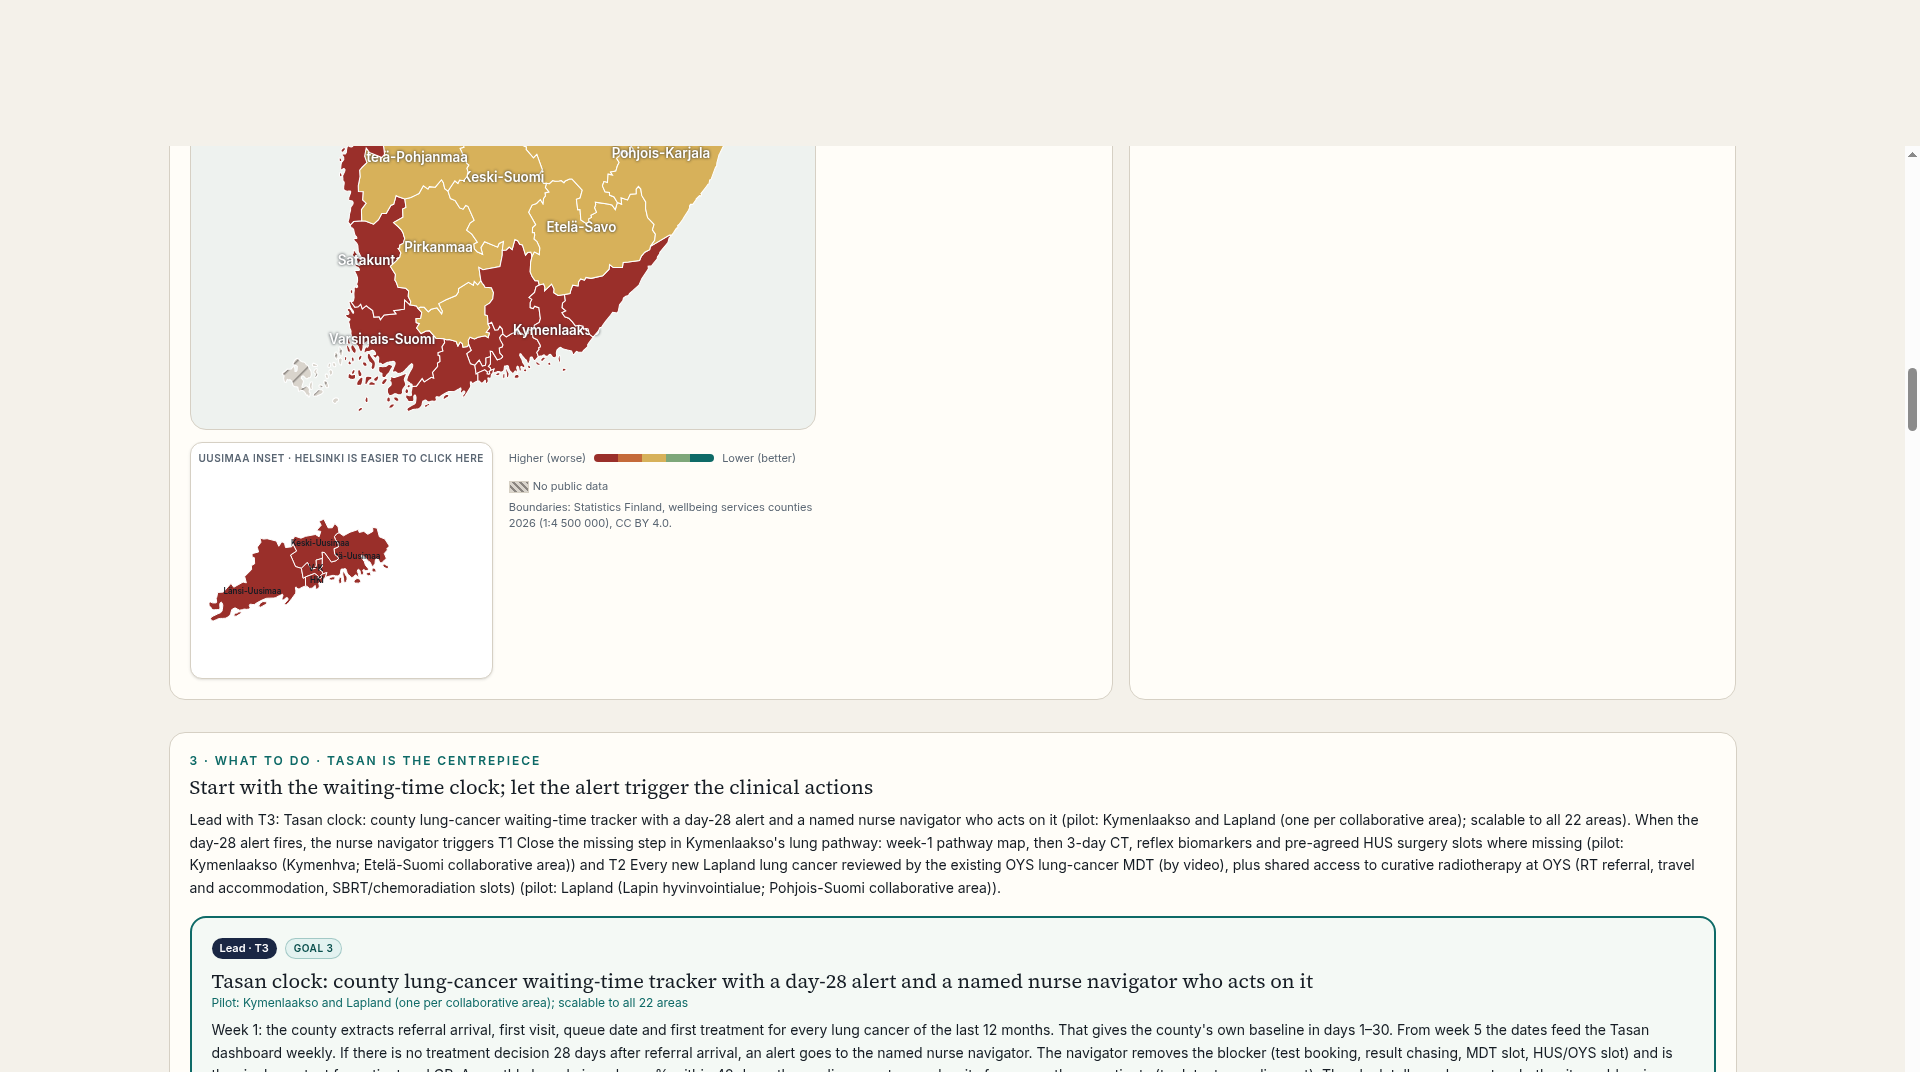 telä-Pohjanmaa
Pohjois-Karjala
Keski-Suomi
Etelä-Savo
Pirkanmaa
Satakunt
Kymenlaaks
Varsinais-Suomi
UUSIMAA INSET · HELSINKI IS EASIER TO CLICK HERE
Higher (worse) Lower (better)
No public data
Boundaries: Statistics Finland, wellbeing services counties
2026 (1:4 500 000), CC BY 4.0.
Keski-Uusimaa
ä-Uusimaa
Länsi-Uusimaa
3 · WHAT TO DO · TASAN IS THE CENTREPIECE
Start with the waiting-time clock; let the alert trigger the clinical actions
Lead with T3: Tasan clock: county lung-cancer waiting-time tracker with a day-28 alert and a named nurse navigator who acts on it (pilot: Kymenlaakso and Lapland (one per collaborative area); scalable to all 22 areas). When the
day-28 alert fires, the nurse navigator triggers T1 Close the missing step in Kymenlaakso's lung pathway: week-1 pathway map, then 3-day CT, reflex biomarkers and pre-agreed HUS surgery slots where missing (pilot:
Kymenlaakso (Kymenhva; Etelä-Suomi collaborative area)) and T2 Every new Lapland lung cancer reviewed by the existing OYS lung-cancer MDT (by video), plus shared access to curative radiotherapy at OYS (RT referral, travel
and accommodation, SBRT/chemoradiation slots) (pilot: Lapland (Lapin hyvinvointialue; Pohjois-Suomi collaborative area)).
Lead · T3 GOAL 3
Tasan clock: county lung-cancer waiting-time tracker with a day-28 alert and a named nurse navigator who acts on it
Pilot: Kymenlaakso and Lapland (one per collaborative area); scalable to all 22 areas
Week 1: the county extracts referral arrival, first visit, queue date and first treatment for every lung cancer of the last 12 months. That gives the county's own baseline in days 1–30. From week 5 the dates feed the Tasan
dashboard weekly. If there is no treatment decision 28 days after referral arrival, an alert goes to the named nurse navigator. The navigator removes the blocker (test booking, result chasing, MDT slot, HUS/OYS slot) and is